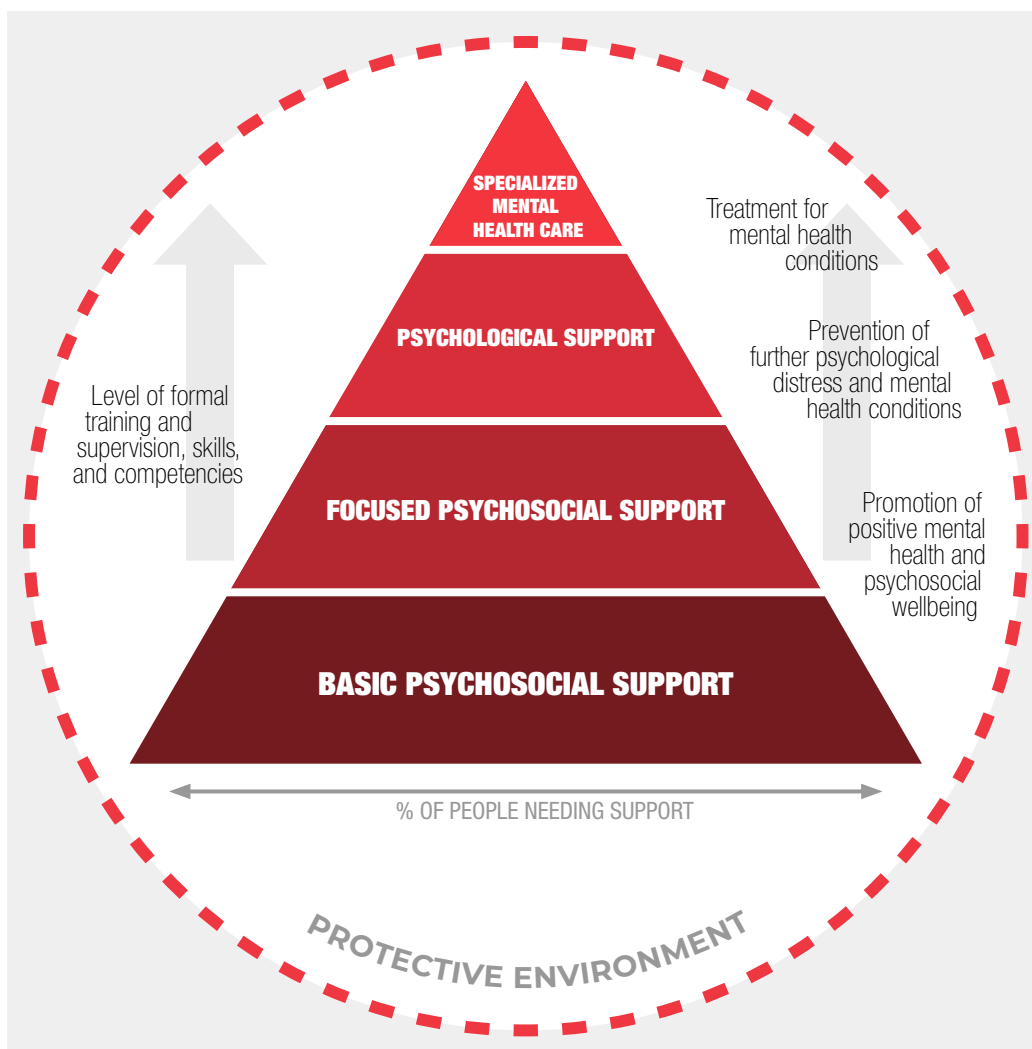 SPECIALIZED
MENTAL
HEALTH CARE
PSYCHOLOGICAL SUPPORT
FOCUSED PSYCHOSOCIAL SUPPORT
BASIC PSYCHOSOCIAL SUPPORT
Level of formal
training and
supervision, skills,
and competencies
Treatment for
mental health
conditions
Prevention of
further psychological
distress and mental
health conditions
Promotion of
positive mental
health and
psychosocial
wellbeing
% OF PEOPLE NEEDING SUPPORT
PROTECTIVE ENVIRONMENT